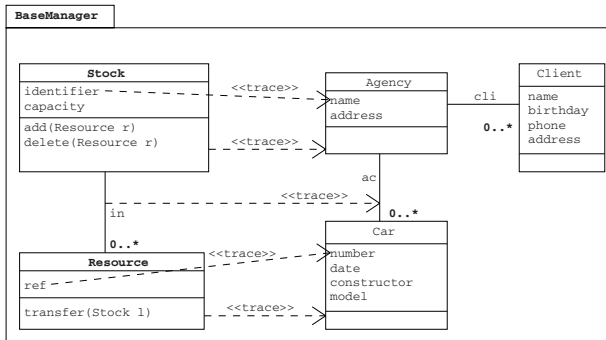 BaseManager
Stock
identifier
capacity
add(Resource r)
delete(Resource r)
<<trace>>
<<trace>>
Agency
name
address
cli
0..*
Client
name
birthday
phone
address
in
0..*
<<trace>>
ac
0..*
Resource
ref
transfer(Stock l)
<<trace>>
<<trace>>
Car
number
date
constructor
model